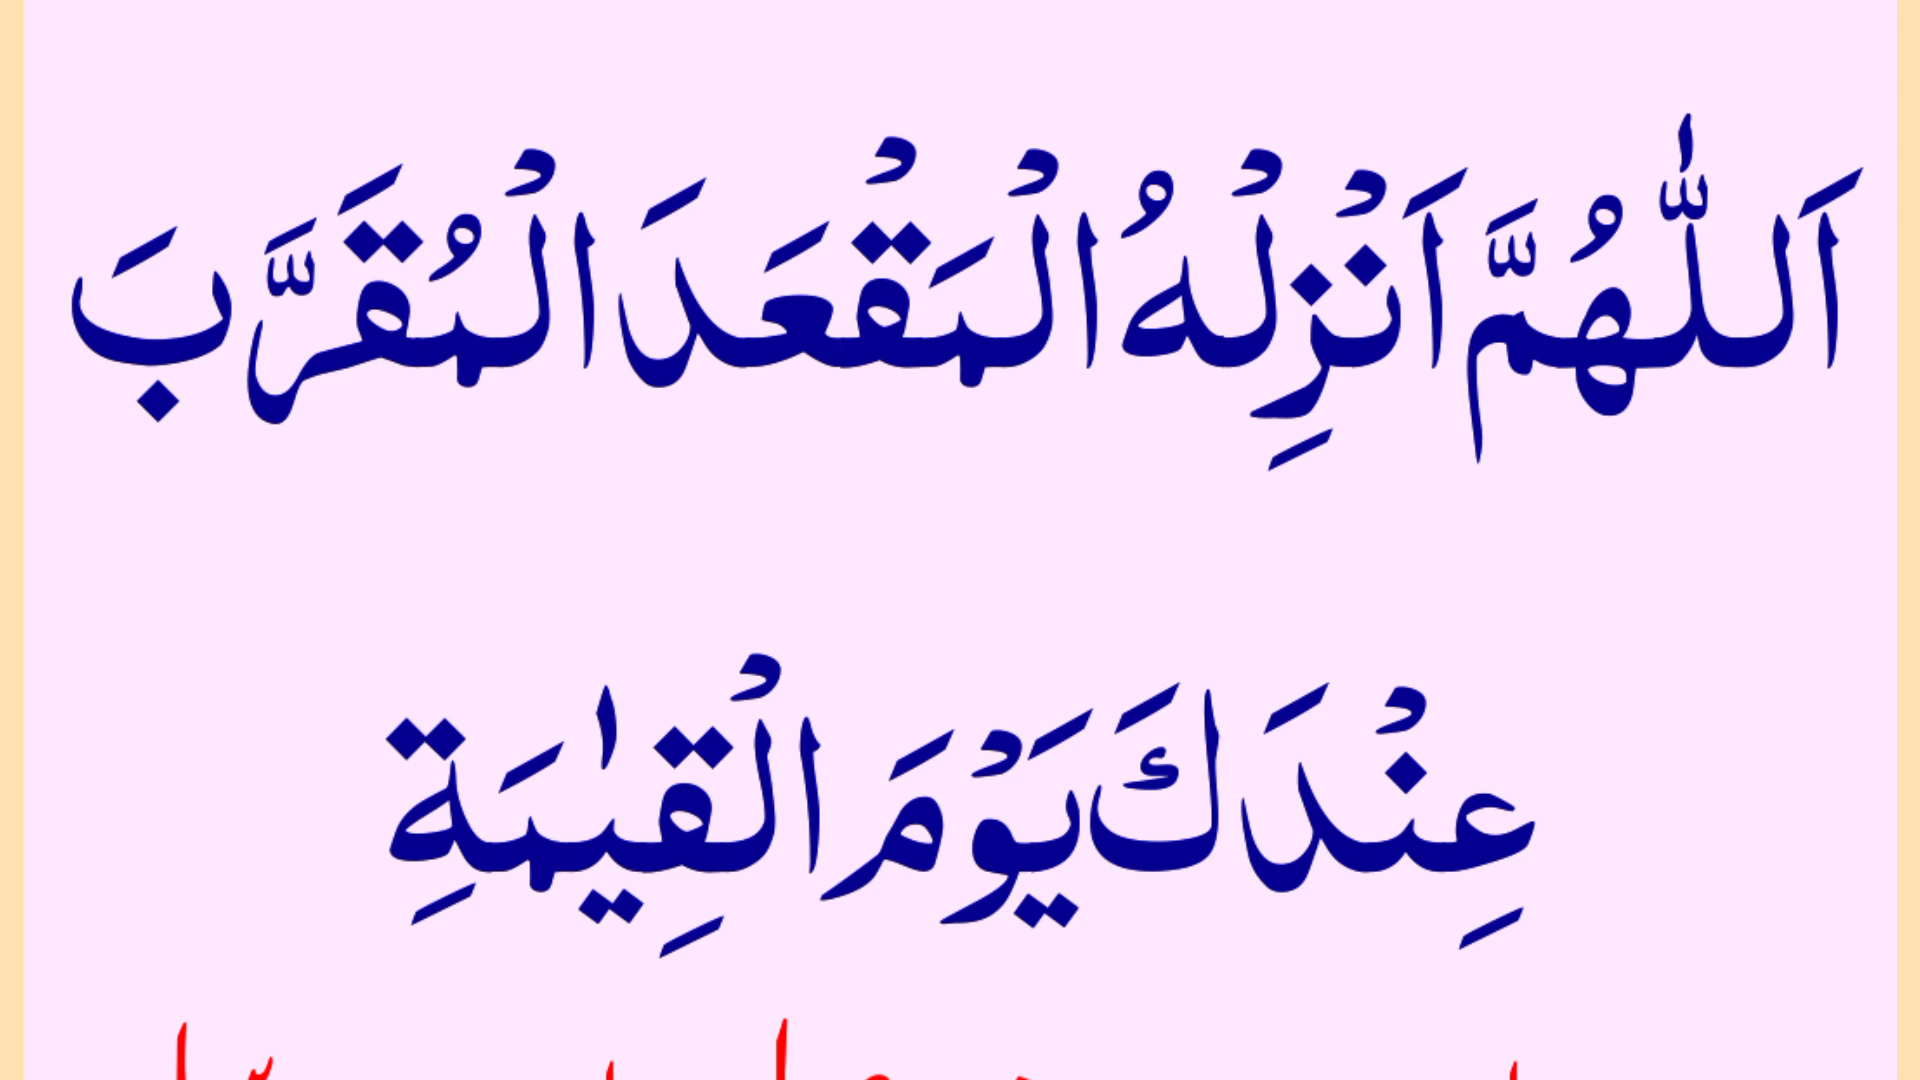 اَللّٰهُمَّ اَنْزِلْهُ الْمَقْعَدَ الْمُقَرَّبَ
عِنْدَكَ يَوْمَ الْقِيٰمَةِ